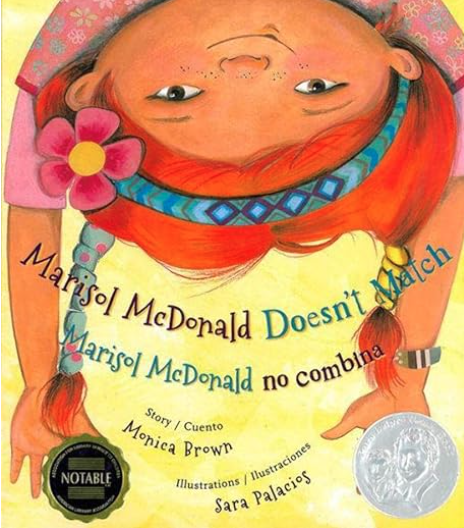 Marisol McDonald Doesn't Match
Marisol McDonald no combina
Story / Cuento
Monica Brown
Illustrations / Ilustraciones
Sara Palacios
NOTABLE